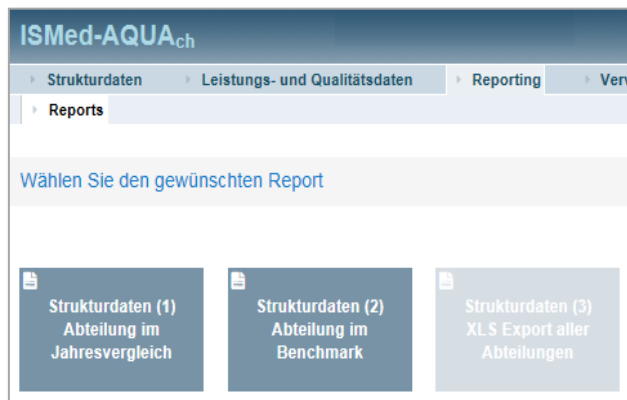 ISMed-AQUAch
Strukturdaten Leistungs- und Qualitätsdaten Reporting
Reports
Wählen Sie den gewünschten Report
Strukturdaten (1)
Abteilung im
Jahresvergleich
Strukturdaten (2)
Abteilung im
Benchmark
Strukturdaten (3)
XLS Export aller
Abteilungen